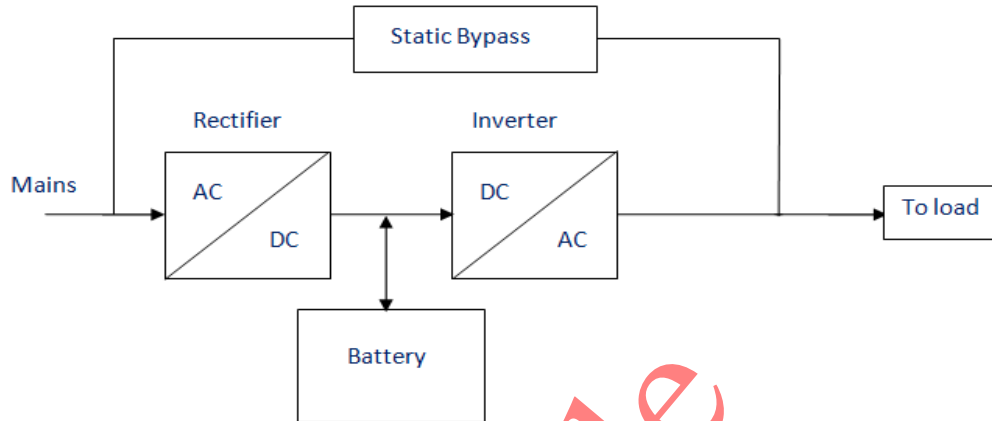 Static Bypass
Rectifier
Inverter
Mains
AC
DC
DC
AC
To load
Battery